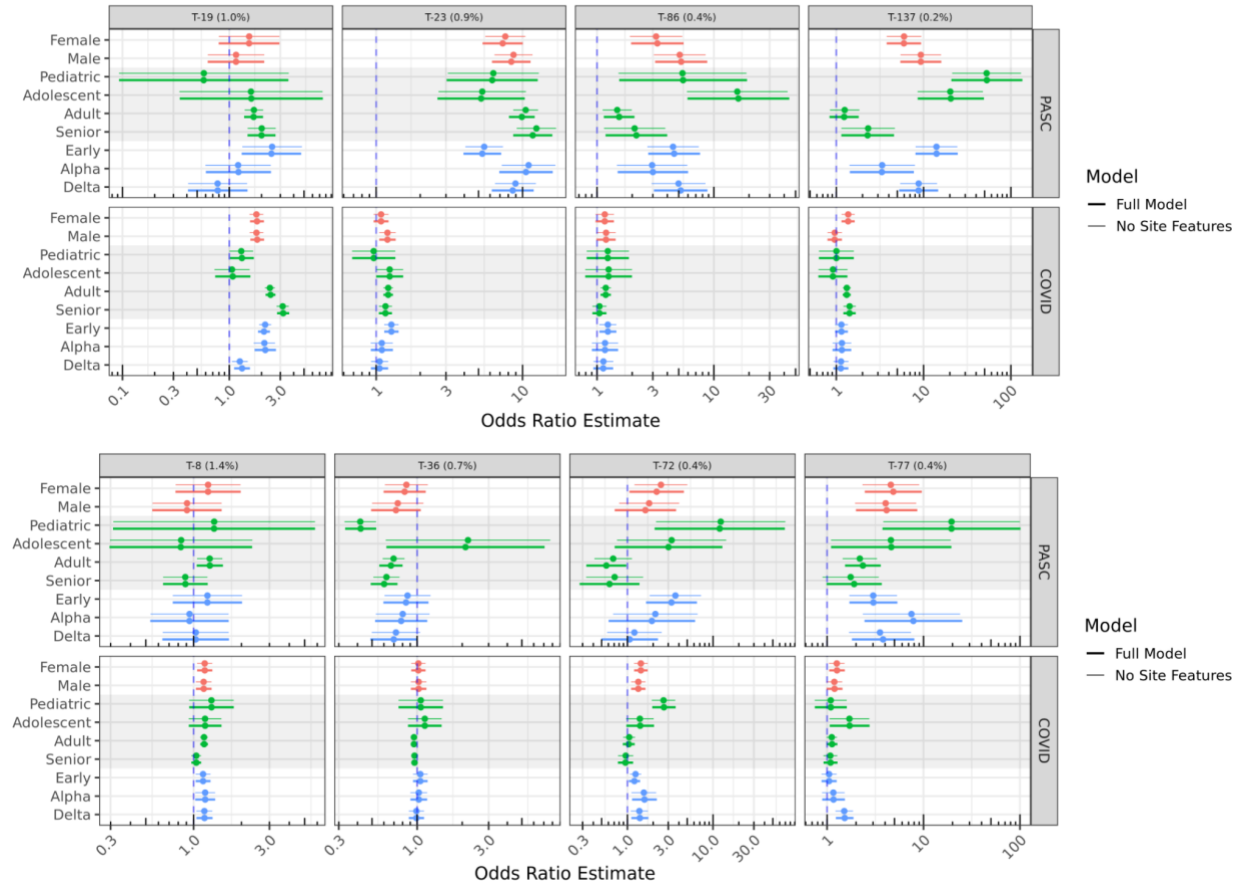 T-19 (1.0%) T-23 (0.9%) T-86 (0.4%) T-137 (0.2%)
Female
Male
Pediatric
Adolescent
Adult
Senior
Early
Alpha
Delta
PASC
Female
Male
Pediatric
Adolescent
Adult
Senior
Early
Alpha
Delta
COVID
0.1 0.3 1.0 3.0 1 3 10 1 3 10 30 1 10 100
Odds Ratio Estimate
Model
Full Model
No Site Features
T-8 (1.4%) T-36 (0.7%) T-72 (0.4%) T-77 (0.4%)
Female
Male
Pediatric
Adolescent
Adult
Senior
Early
Alpha
Delta
PASC
Female
Male
Pediatric
Adolescent
Adult
Senior
Early
Alpha
Delta
COVID
0.3 1.0 3.0 0.3 1.0 3.0 0.3 1.0 3.0 10.0 30.0 1 10 100
Odds Ratio Estimate
Model
Full Model
No Site Features